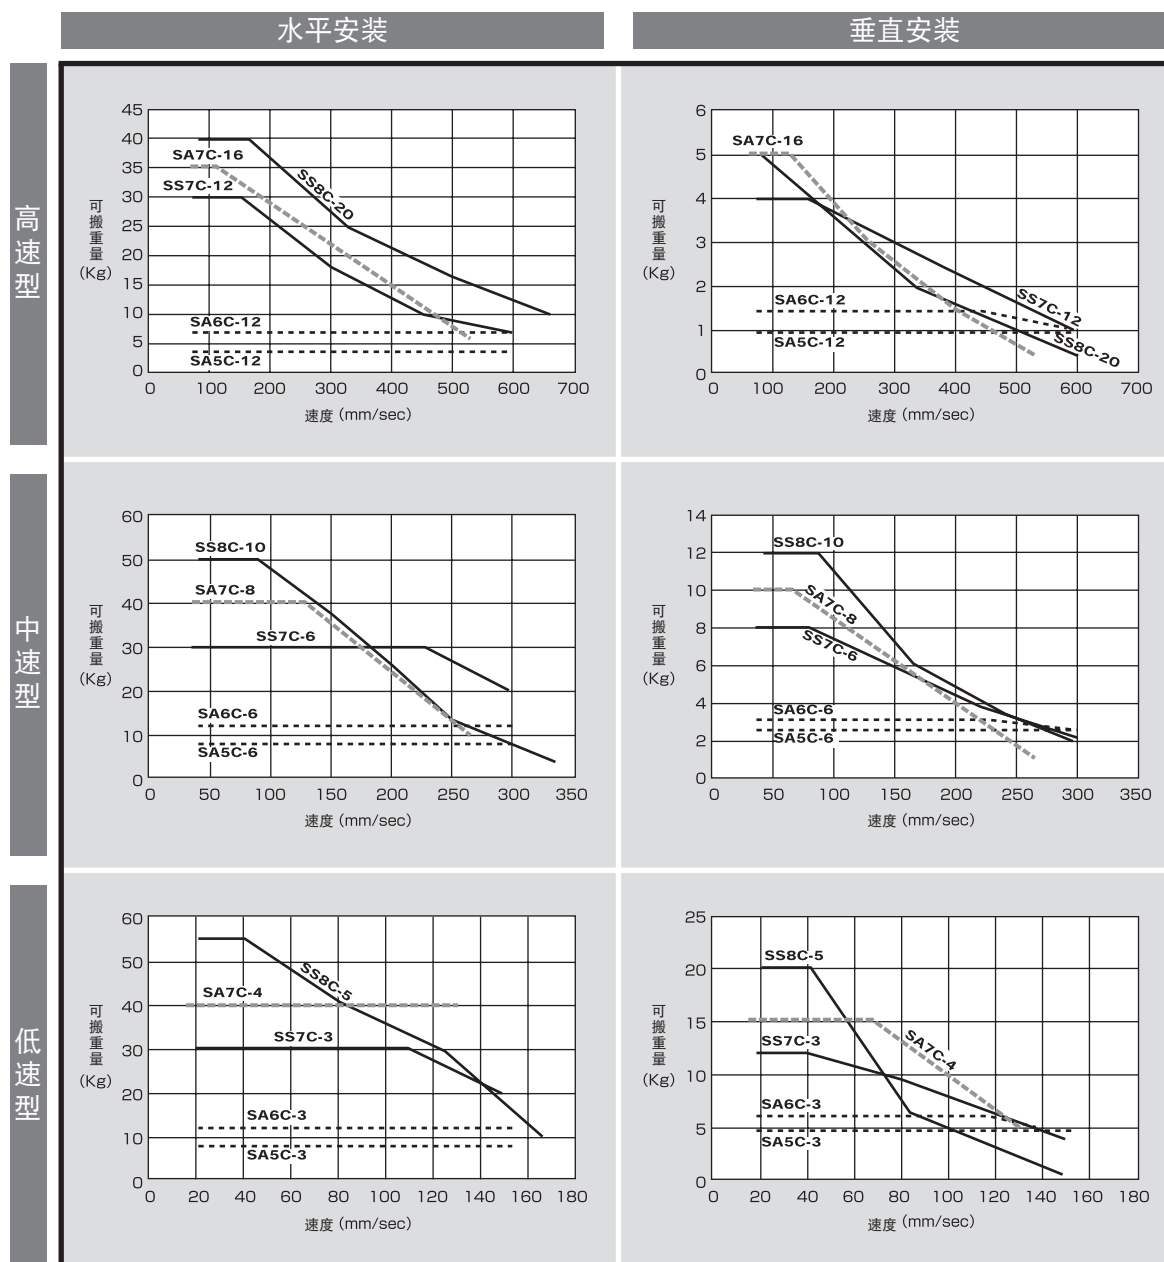 水平安装
垂直安装
高速型
45
40
35
30
25
20
15
10
5
0
可搬重量
(Kg)
SA7C-16
SS7C-12
SS8C-20
SA6C-12
SA5C-12
0 100 200 300 400 500 600 700
速度 (mm/sec)
6
5
4
3
2
1
0
可搬重量
(Kg)
SA7C-16
SA6C-12
SS7C-12
SA5C-12
SS8C-20
0 100 200 300 400 500 600 700
速度 (mm/sec)
中速型
60
50
40
30
20
10
0
可搬重量
(Kg)
SS8C-10
SA7C-8
SS7C-6
SA6C-6
SA5C-6
0 50 100 150 250 300 350
速度 (mm/sec)
14
12
10
8
6
4
2
0
可搬重量
(Kg)
SS8C-10
SA7C-8
SS7C-6
SA6C-6
SA5C-6
0 50 100 150 200 250 300 350
速度 (mm/sec)
低速型
60
50
40
30
20
10
0
可搬重量
(Kg)
SS8C-5
SA7C-4
SS7C-3
SA6C-3
SA5C-3
0 20 40 60 80 100 120 140 160 180
速度 (mm/sec)
25
20
15
10
5
0
可搬重量
(Kg)
SS8C-5
SS7C-3
SA7C-4
SA6C-3
SA5C-3
0 20 40 60 80 100 120 140 160 180
速度 (mm/sec)